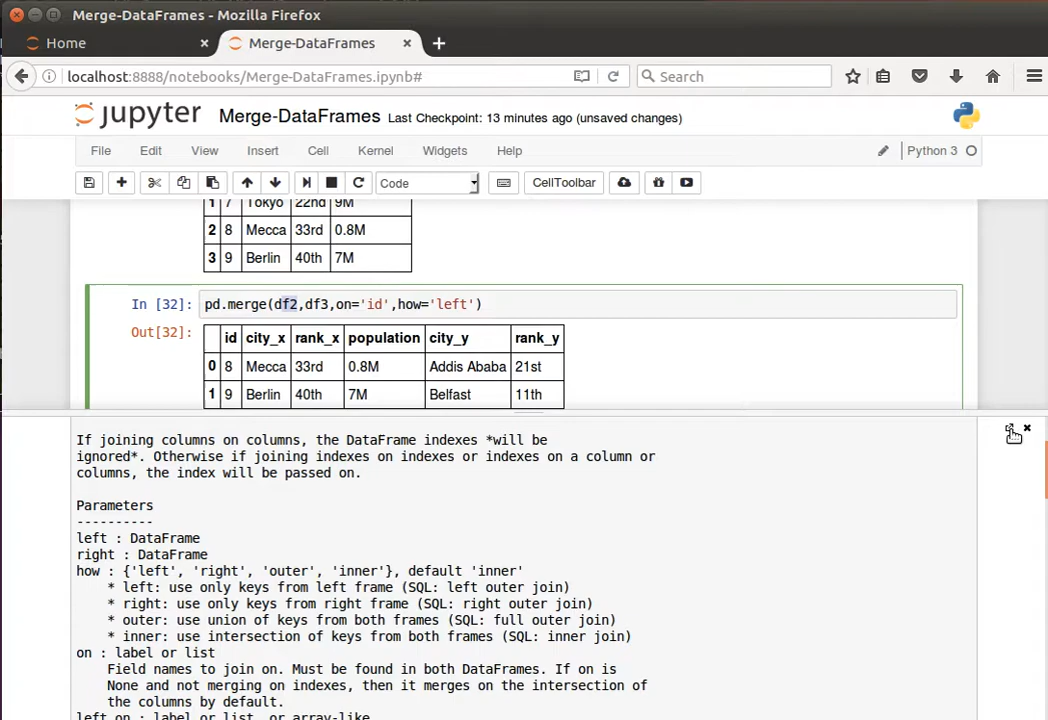 Merge-DataFrames - Mozilla Firefox
Home
Merge-DataFrames
localhost:8888/notebooks/Merge-DataFrames.ipynb#
Search
jupyter Merge-DataFrames Last Checkpoint: 13 minutes ago (unsaved changes)
File Edit View Insert Cell Kernel Widgets Help Python 3
Code CellToolbar
1 7 Tokyo 22nd 9M
2 8 Mecca 33rd 0.8M
3 9 Berlin 40th 7M
In [32]: pd.merge(df2,df3,on='id',how='left')
Out[32]:
id city_x rank_x population city_y rank_y
0 8 Mecca 33rd 0.8M Addis Ababa 21st
1 9 Berlin 40th 7M Belfast 11th
If joining columns on columns, the DataFrame indexes *will be
ignored*. Otherwise if joining indexes on indexes or indexes on a column or
columns, the index will be passed on.
Parameters
----------
left : DataFrame
right : DataFrame
how : {'left', 'right', 'outer', 'inner'}, default 'inner'
* left: use only keys from left frame (SQL: left outer join)
* right: use only keys from right frame (SQL: right outer join)
* outer: use union of keys from both frames (SQL: full outer join)
* inner: use intersection of keys from both frames (SQL: inner join)
on : label or list
Field names to join on. Must be found in both DataFrames. If on is
None and not merging on indexes, then it merges on the intersection of
the columns by default.
left_on : label or list, or array-like